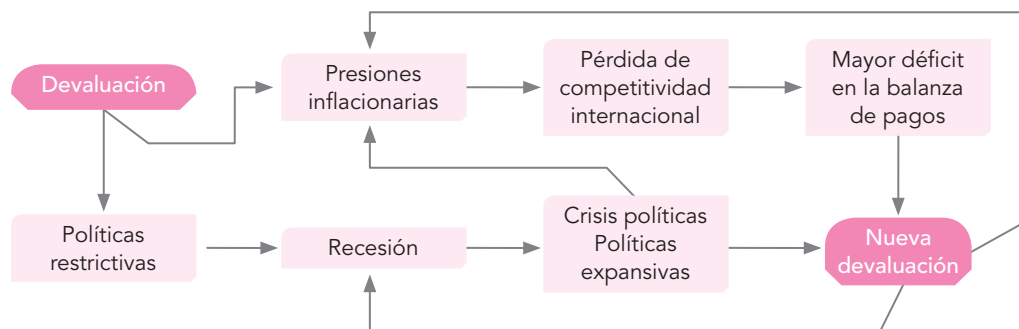 Devaluación
Presiones
inflacionarias
Pérdida de
competitividad
internacional
Mayor déficit
en la balanza
de pagos
Políticas
restrictivas
Recesión
Crisis políticas
Políticas
expansivas
Nueva
devaluación